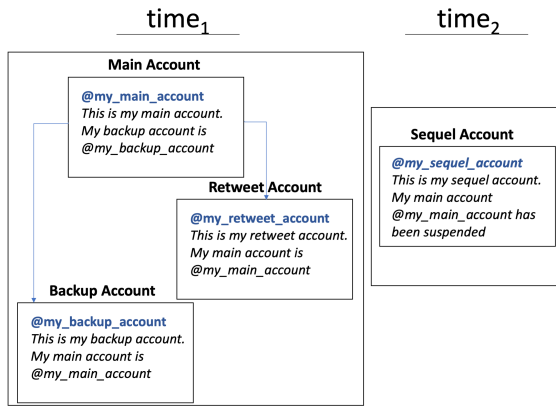 time1
time2
Main Account
@my_main_account
This is my main account.
My backup account is
@my_backup_account
Retweet Account
@my_retweet_account
This is my retweet account.
My main account is
@my_main_account
Backup Account
@my_backup_account
This is my backup account.
My main account is
@my_main_account
Sequel Account
@my_sequel_account
This is my sequel account.
My main account
@my_main_account has
been suspended